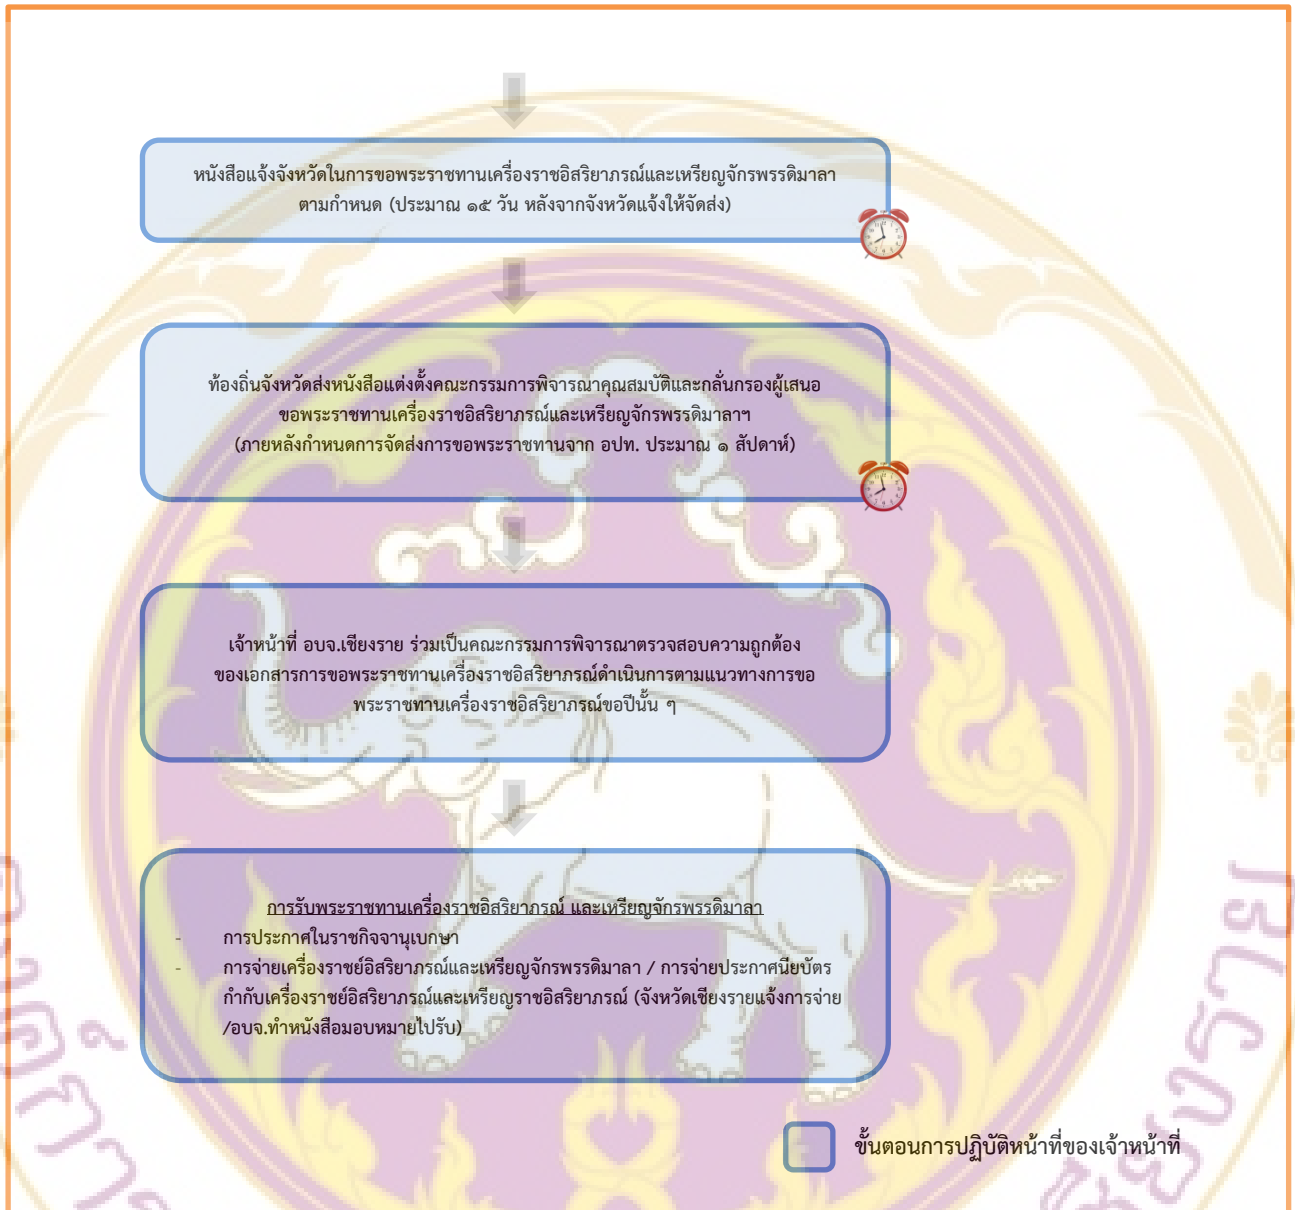 หนังสือแจ้งจังหวัดในการขอพระราชทานเครื่องราชอิสริยาภรณ์และเหรียญจักรพรรดิมาลา
ตามกำหนด (ประมาณ ๑๕ วัน หลังจากจังหวัดแจ้งให้จัดส่ง)
ท้องถิ่นจังหวัดส่งหนังสือแต่งตั้งคณะกรรมการพิจารณาคุณสมบัติและกลั่นกรองผู้เสนอ
ขอพระราชทานเครื่องราชอิสริยาภรณ์และเหรียญจักรพรรดิมาลาฯ
(ภายหลังกำหนดการจัดส่งการขอพระราชทานจาก อปท. ประมาณ ๑ สัปดาห์)
เจ้าหน้าที่ อบจ.เชียงราย ร่วมเป็นคณะกรรมการพิจารณาตรวจสอบความถูกต้อง
ของเอกสารการขอพระราชทานเครื่องราชอิสริยาภรณ์ดำเนินการตามแนวทางการขอ
พระราชทานเครื่องราชอิสริยาภรณ์ขอปีนั้น ๆ
การรับพระราชทานเครื่องราชอิสริยาภรณ์ และเหรียญจักรพรรดิมาลา
- การประกาศในราชกิจจานุเบกษา
- การจ่ายเครื่องราชย์อิสริยาภรณ์และเหรียญจักรพรรดิมาลา / การจ่ายประกาศนียบัตร
กำกับเครื่องราชย์อิสริยาภรณ์และเหรียญราชอิสริยาภรณ์ (จังหวัดเชียงรายแจ้งการจ่าย
/อบจ.ทำหนังสือมอบหมายไปรับ)
ขั้นตอนการปฏิบัติหน้าที่ของเจ้าหน้าที่